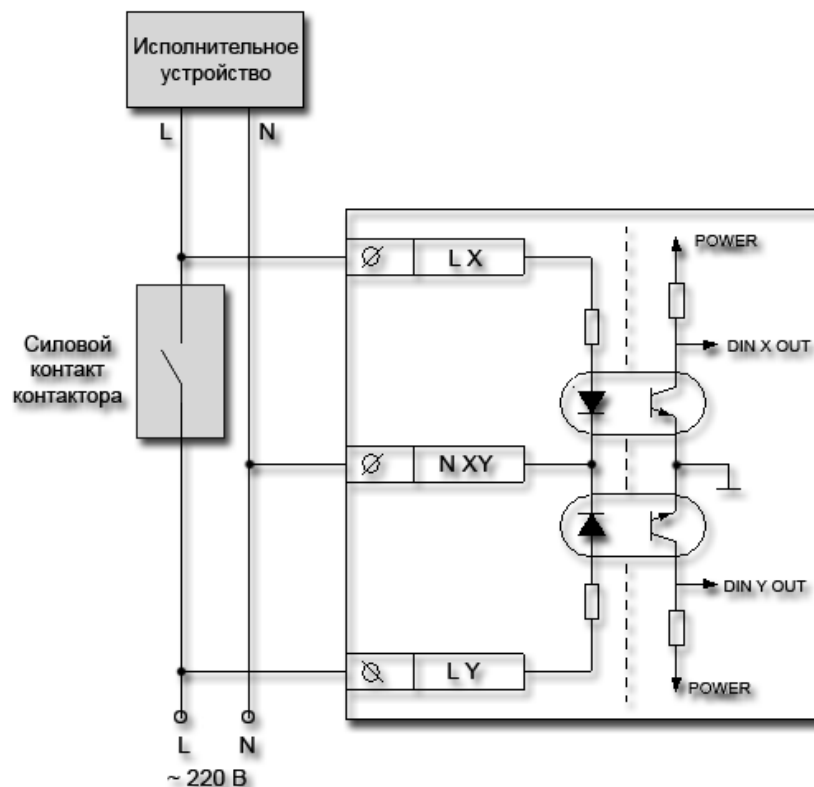 Исполнительное
устройство
L
N
L X
POWER
DIN X OUT
Силовой
контакт
контактора
N XY
DIN Y OUT
L Y
POWER
L
N
~ 220 В